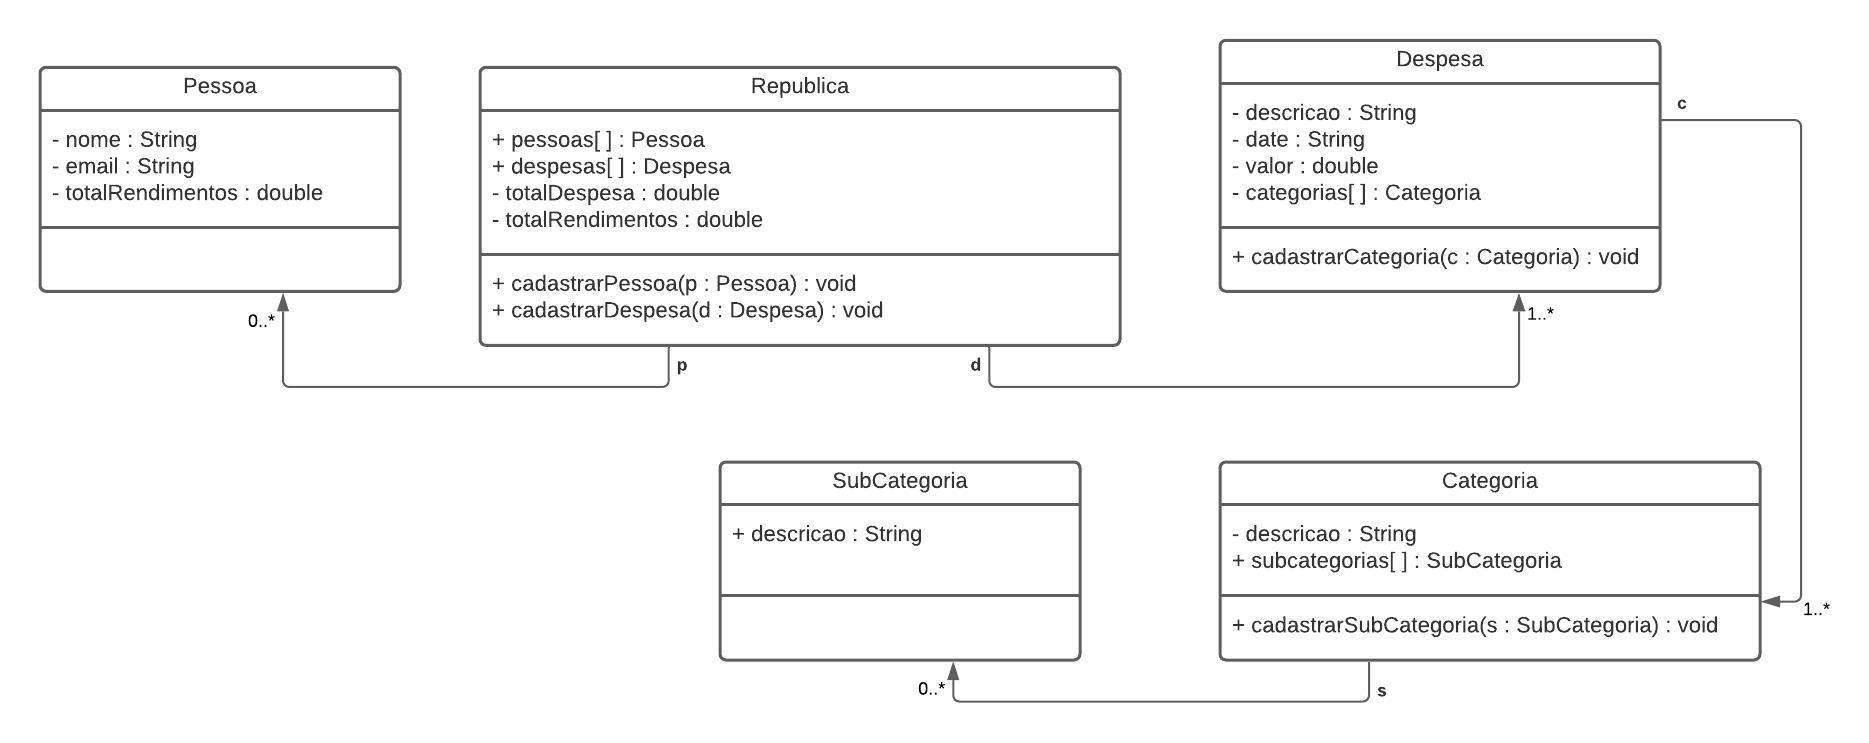 Pessoa
- nome : String
- email : String
- totalRendimentos : double
0..*
Republica
+ pessoas[ ] : Pessoa
+ despesas[ ] : Despesa
- totalDespesa : double
- totalRendimentos : double
+ cadastrarPessoa(p : Pessoa) : void
+ cadastrarDespesa(d : Despesa) : void
p
d
Despesa
- descricao : String
- date : String
- valor : double
- categorias[ ] : Categoria
+ cadastrarCategoria(c : Categoria) : void
1..*
c
SubCategoria
+ descricao : String
0..*
Categoria
- descricao : String
+ subcategorias[ ] : SubCategoria
+ cadastrarSubCategoria(s : SubCategoria) : void
1..*
s